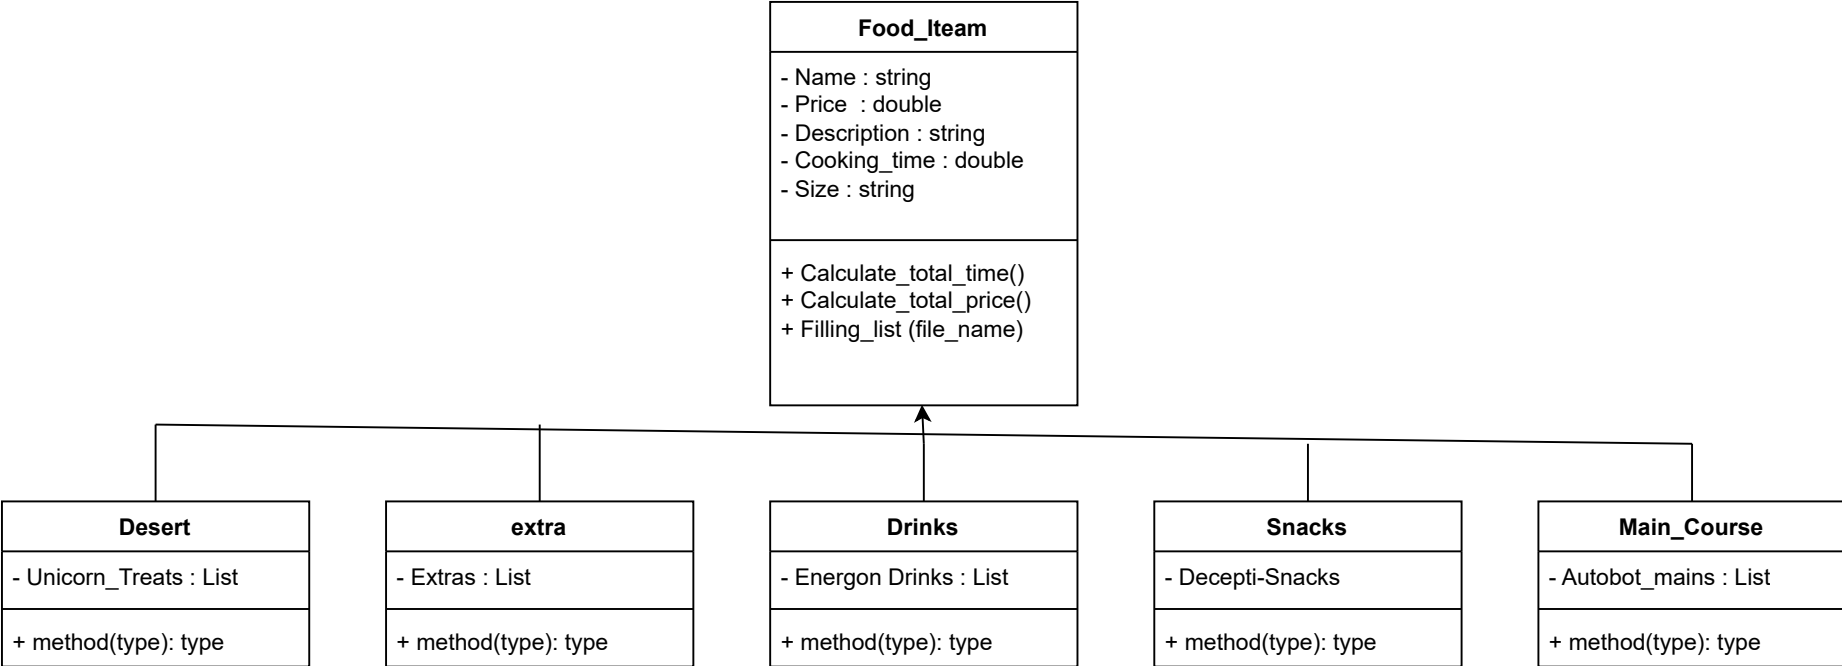 Food_Iteam
- Name : string
- Price  : double
- Description : string
- Cooking_time : double
- Size : string
+ Calculate_total_time()
+ Calculate_total_price()
+ Filling_list (file_name)
Desert
- Unicorn_Treats : List
+ method(type): type
extra
- Extras : List
+ method(type): type
Drinks
- Energon Drinks : List
+ method(type): type
Snacks
- Decepti-Snacks
+ method(type): type
Main_Course
- Autobot_mains : List
+ method(type): type